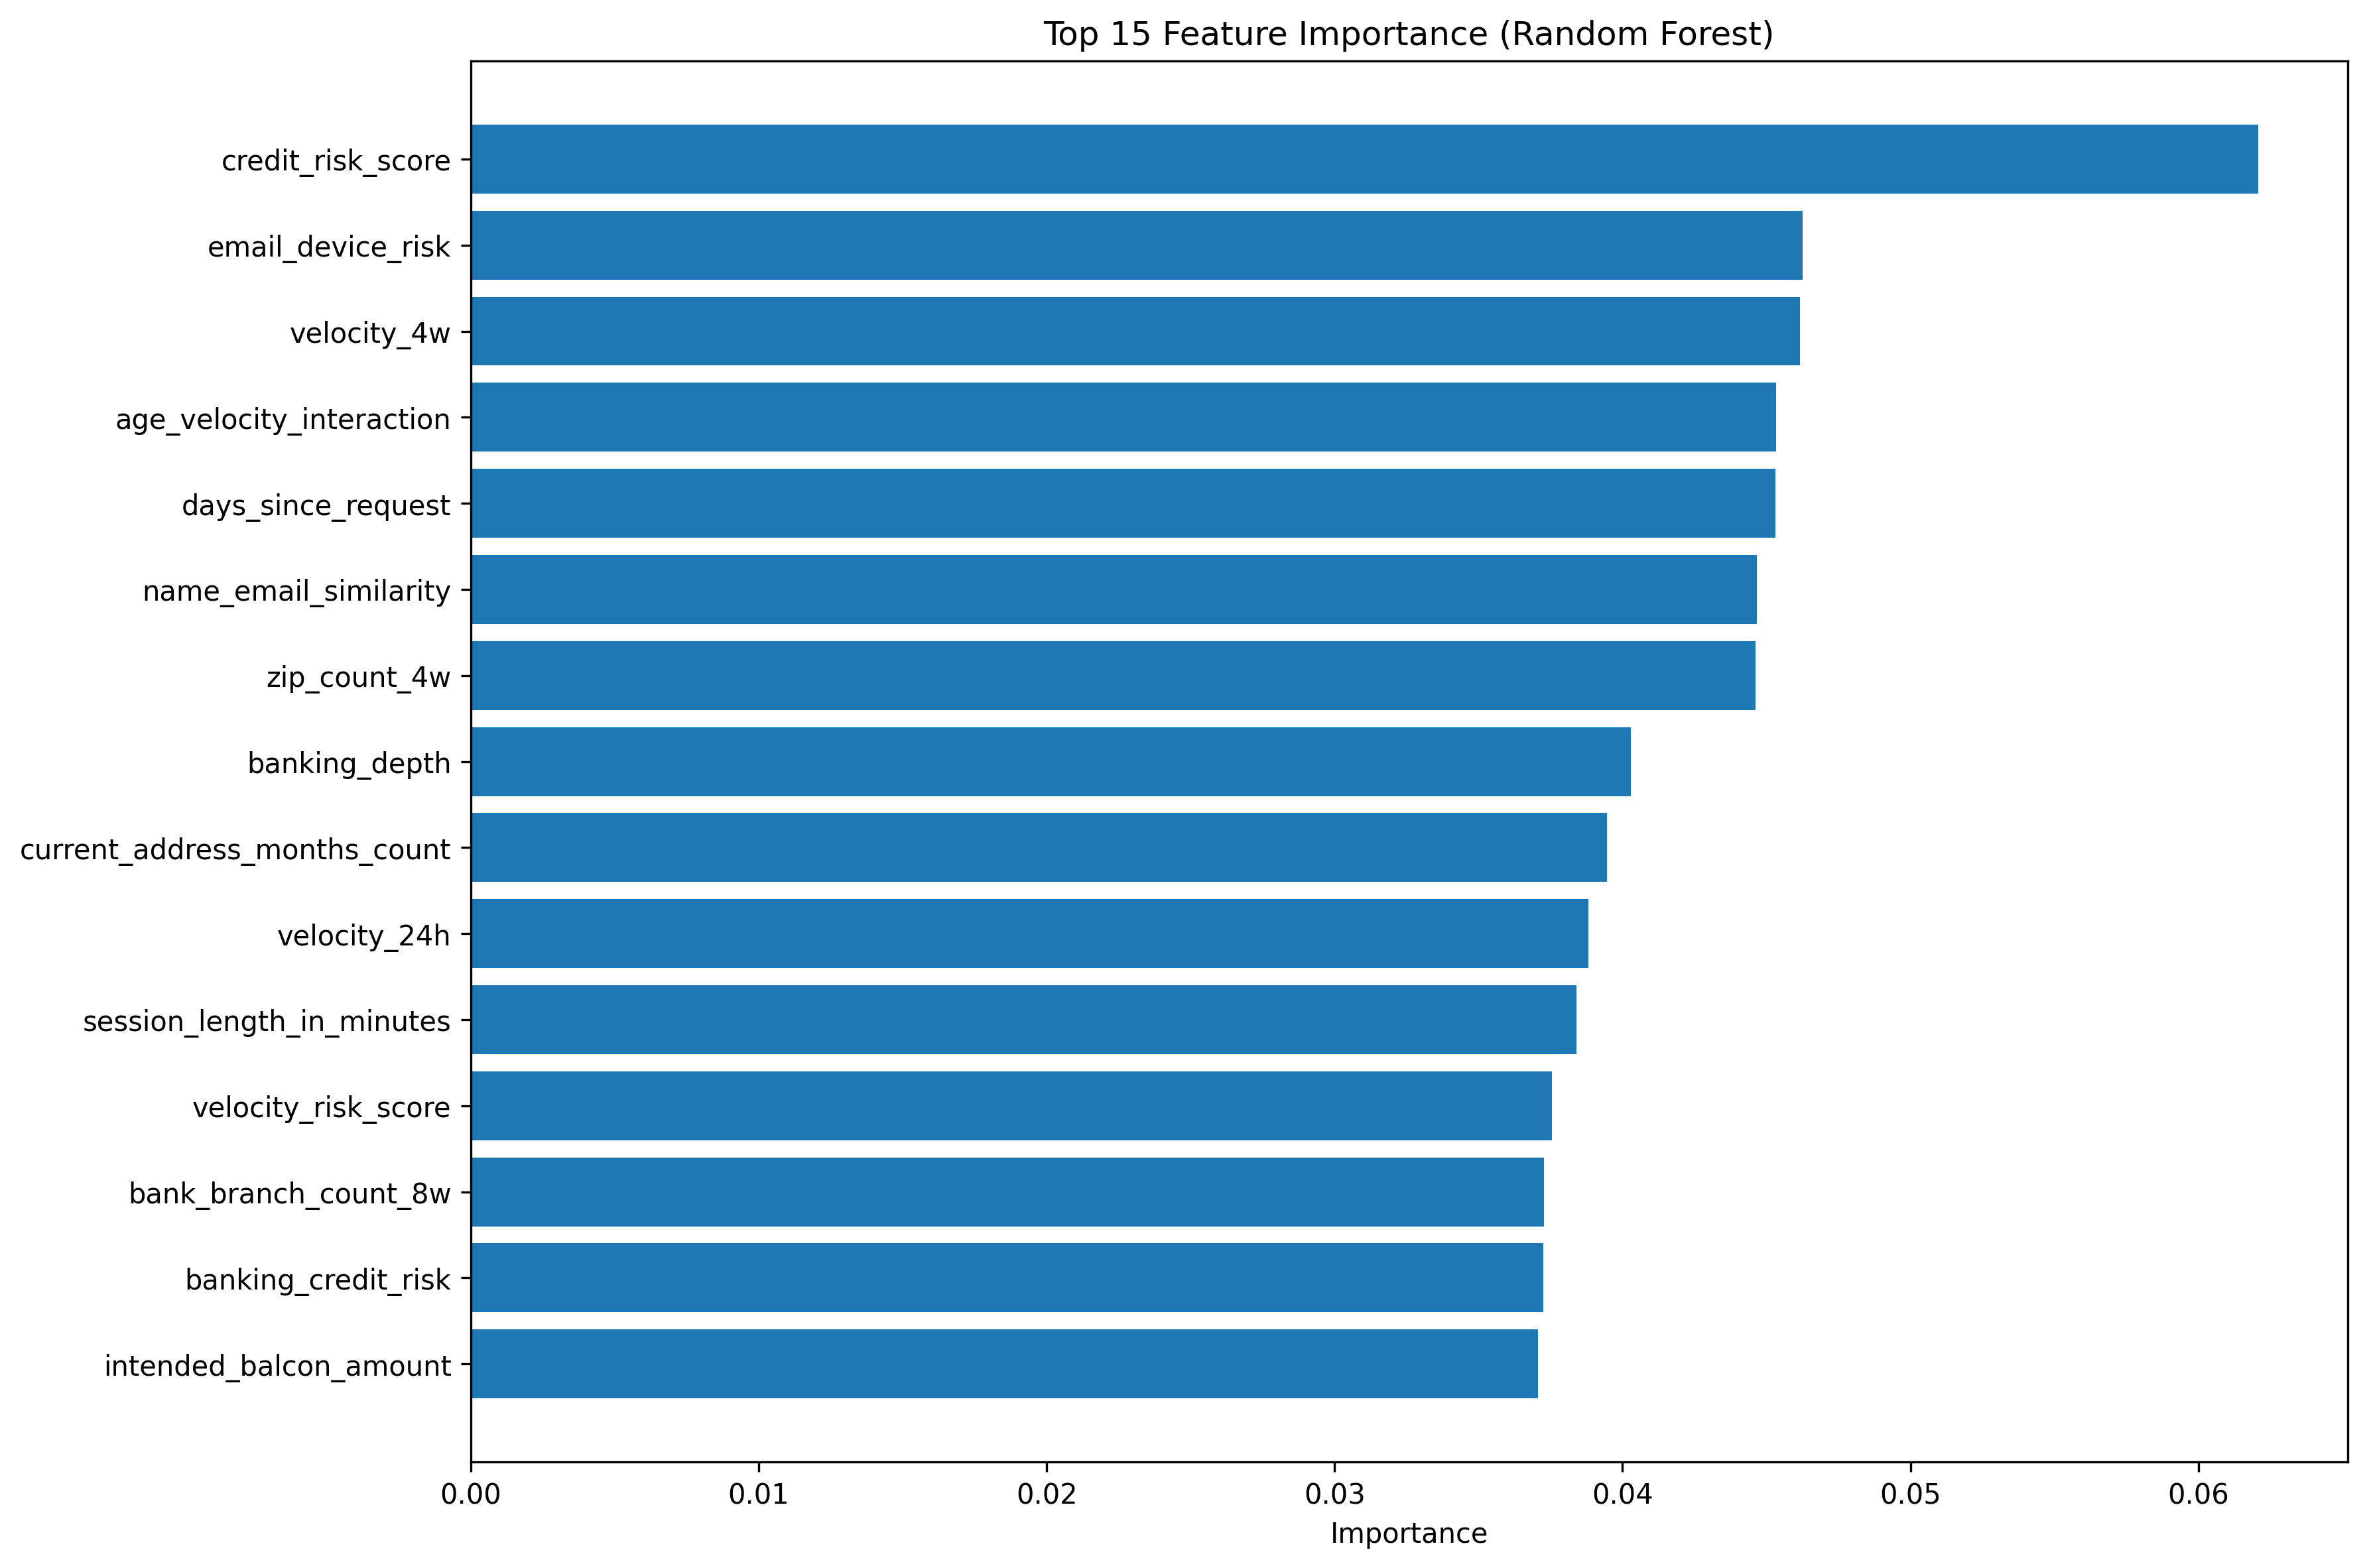 Top 15 Feature Importance (Random Forest)
credit_risk_score
email_device_risk
velocity_4w
age_velocity_interaction
days_since_request
name_email_similarity
zip_count_4w
banking_depth
current_address_months_count
velocity_24h
session_length_in_minutes
velocity_risk_score
bank_branch_count_8w
banking_credit_risk
intended_balcon_amount
0.00 0.01 0.02 0.03 0.04 0.05 0.06
Importance